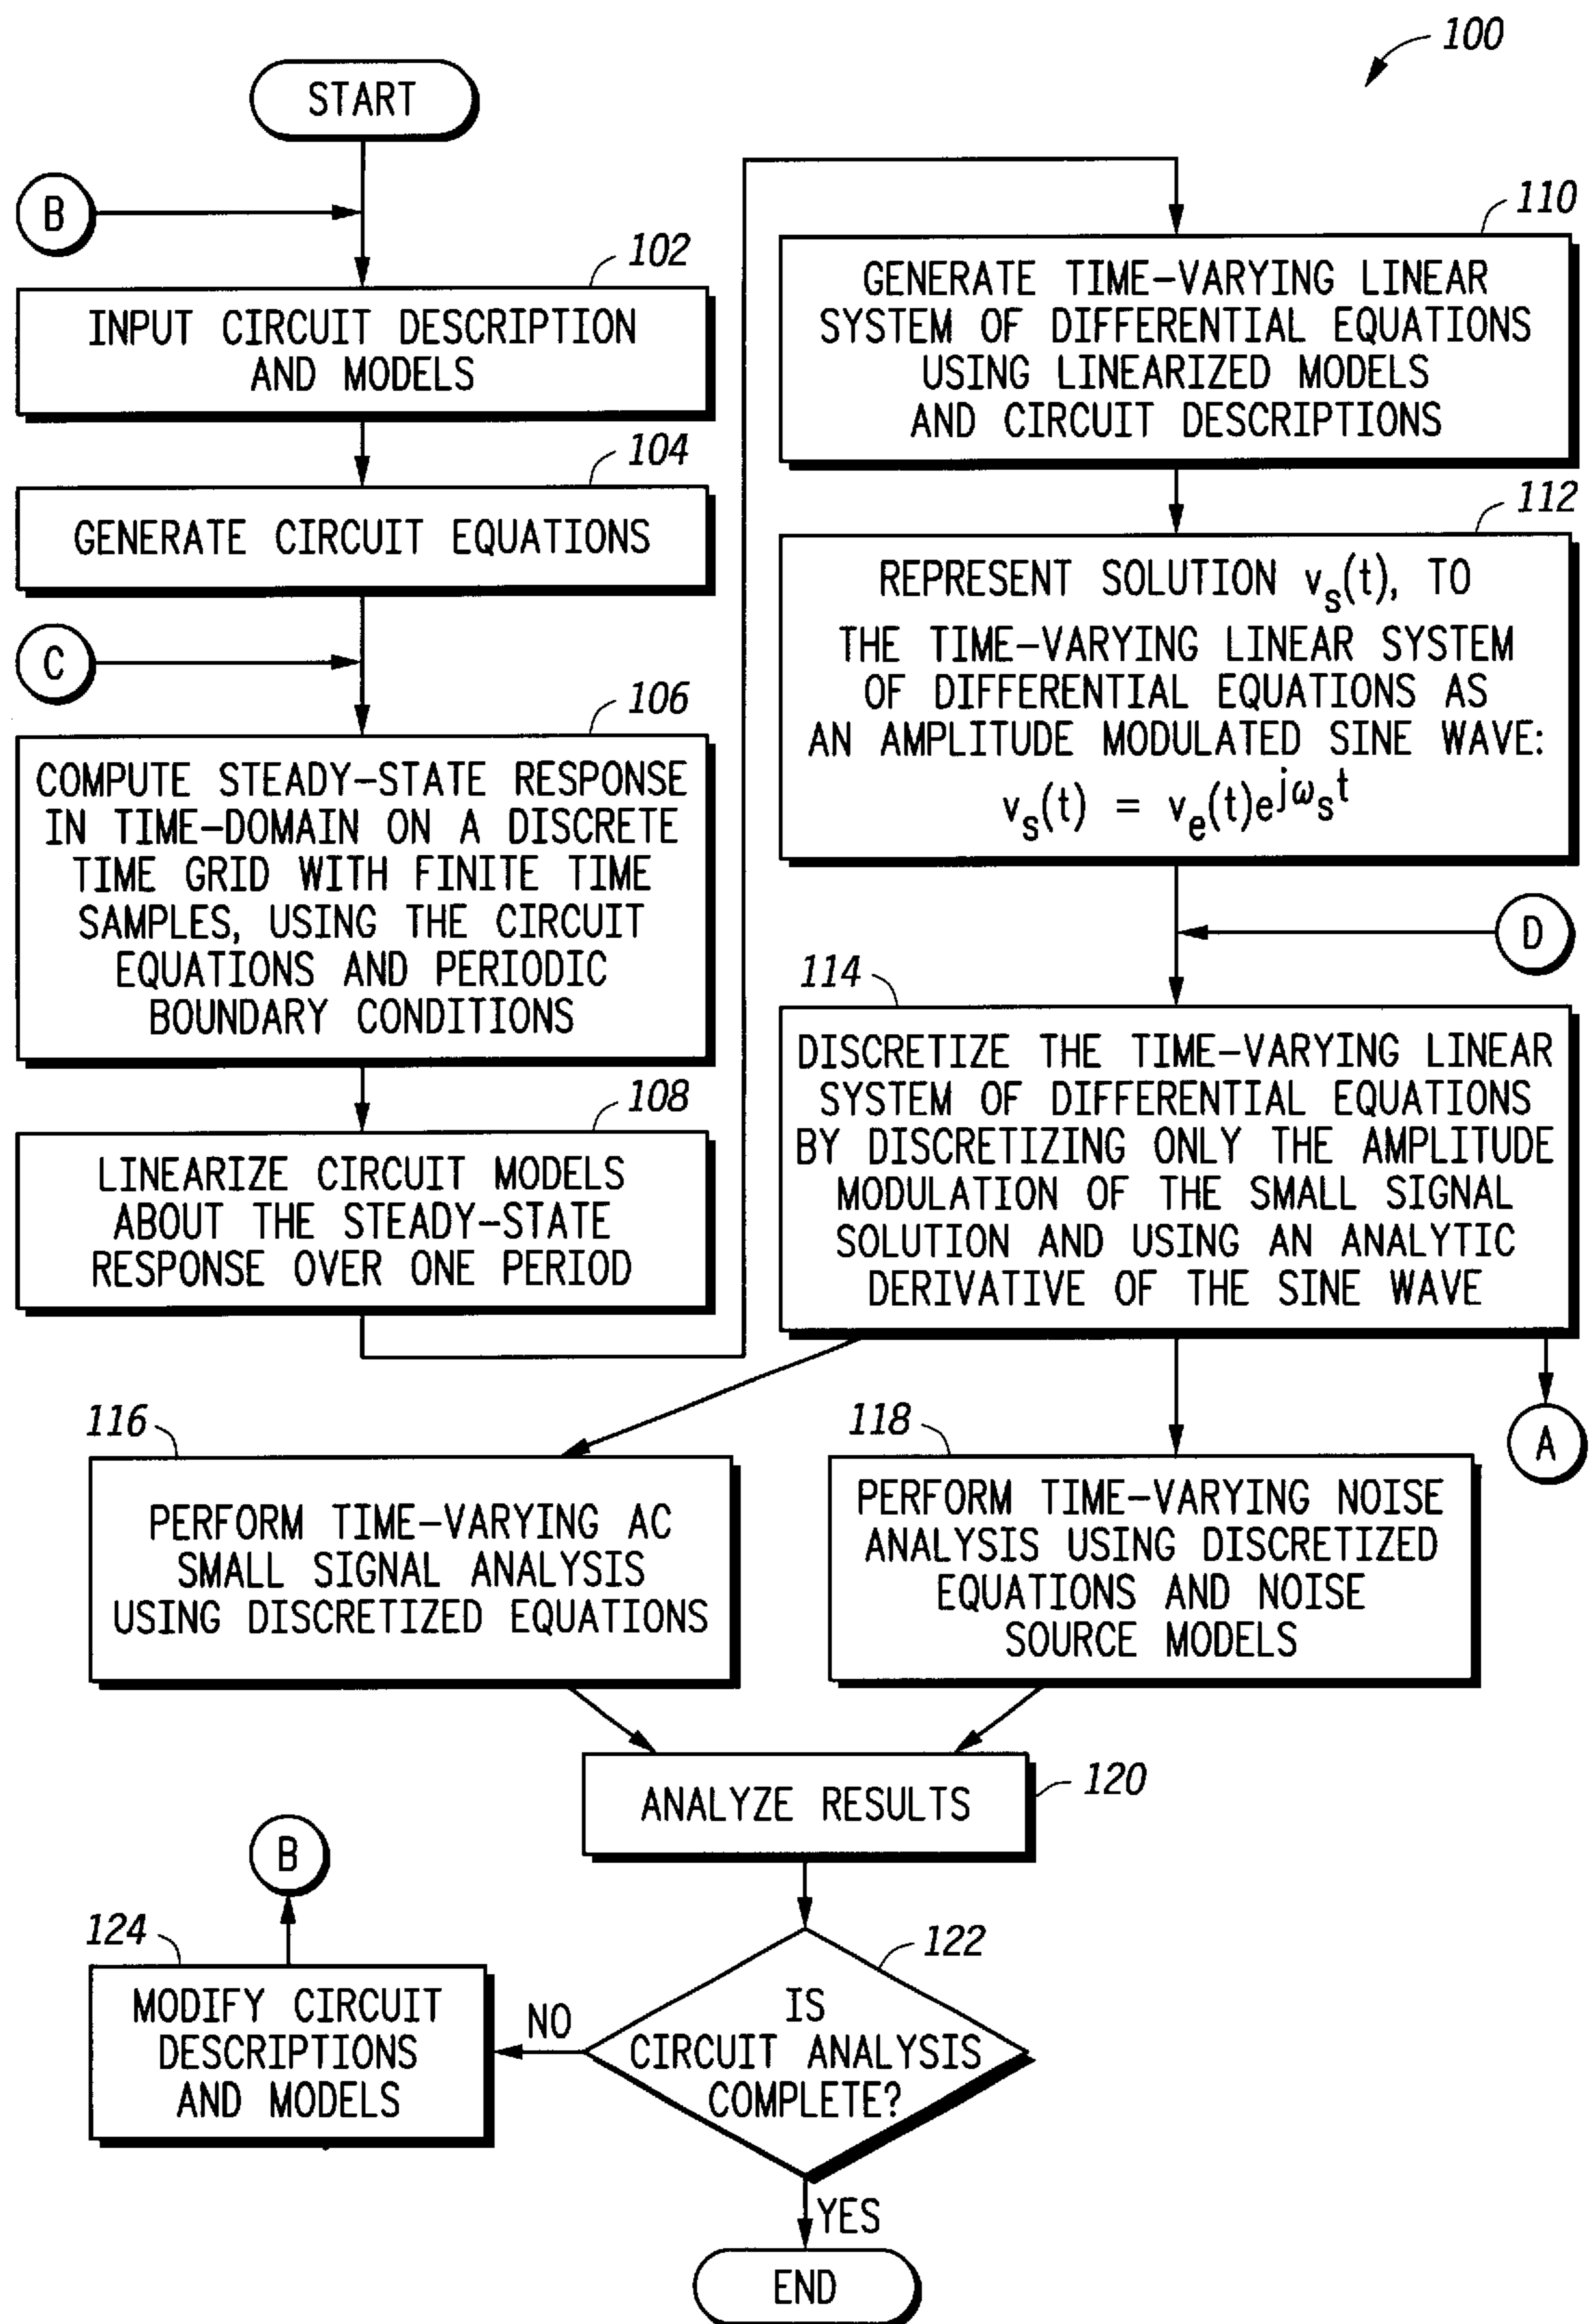 100
START
B
102
INPUT CIRCUIT DESCRIPTION
AND MODELS
104
GENERATE CIRCUIT EQUATIONS
C
106
COMPUTE STEADY-STATE RESPONSE
IN TIME-DOMAIN ON A DISCRETE
TIME GRID WITH FINITE TIME
SAMPLES, USING THE CIRCUIT
EQUATIONS AND PERIODIC
BOUNDARY CONDITIONS
108
LINEARIZE CIRCUIT MODELS
ABOUT THE STEADY-STATE
RESPONSE OVER ONE PERIOD
110
GENERATE TIME-VARYING LINEAR
SYSTEM OF DIFFERENTIAL EQUATIONS
USING LINEARIZED MODELS
AND CIRCUIT DESCRIPTIONS
112
REPRESENT SOLUTION v_s(t), TO
THE TIME-VARYING LINEAR SYSTEM
OF DIFFERENTIAL EQUATIONS AS
AN AMPLITUDE MODULATED SINE WAVE:
v_s(t) = v_e(t)e^{jω_s t}
D
114
DISCRETIZE THE TIME-VARYING LINEAR
SYSTEM OF DIFFERENTIAL EQUATIONS
BY DISCRETIZING ONLY THE AMPLITUDE
MODULATION OF THE SMALL SIGNAL
SOLUTION AND USING AN ANALYTIC
DERIVATIVE OF THE SINE WAVE
A
116
PERFORM TIME-VARYING AC
SMALL SIGNAL ANALYSIS
USING DISCRETIZED EQUATIONS
118
PERFORM TIME-VARYING NOISE
ANALYSIS USING DISCRETIZED
EQUATIONS AND NOISE
SOURCE MODELS
120
ANALYZE RESULTS
122
IS
CIRCUIT ANALYSIS
COMPLETE?
NO
124
MODIFY CIRCUIT
DESCRIPTIONS
AND MODELS
B
YES
END